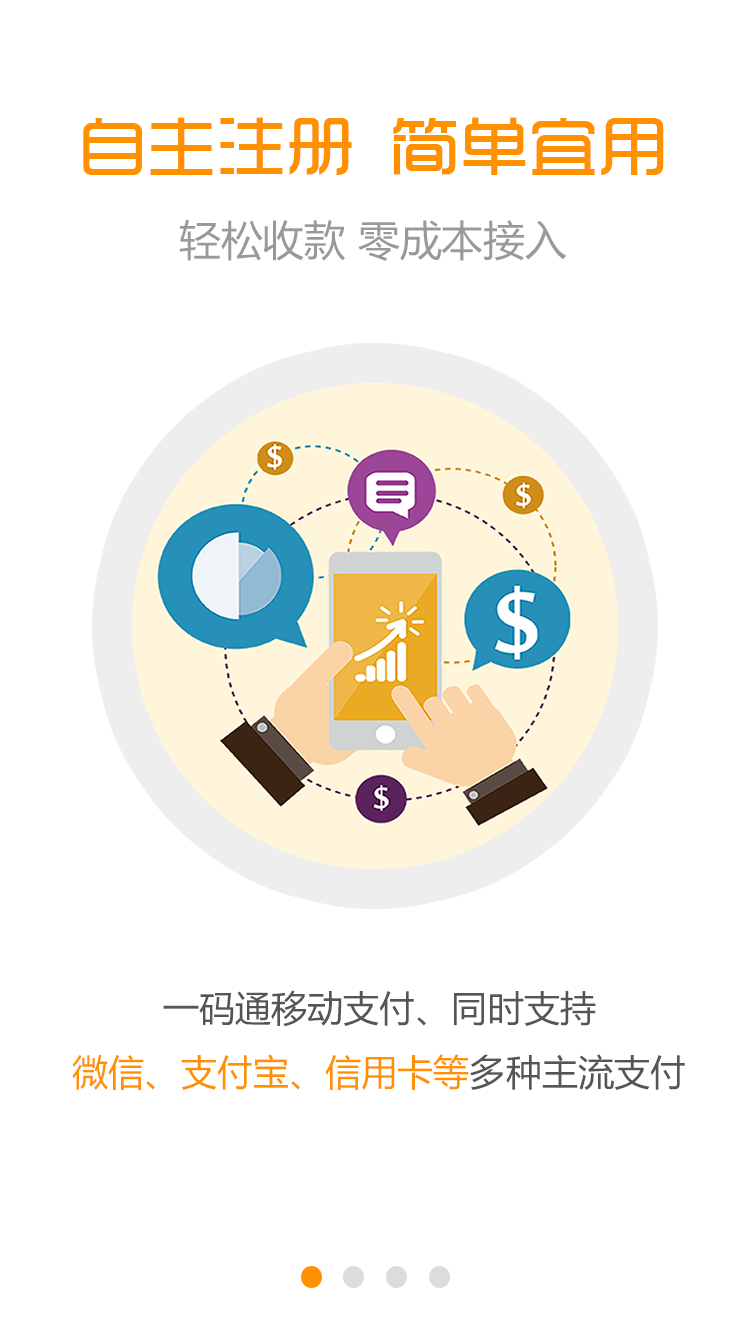 自主注册 简单宜用
轻松收款 零成本接入
$
$
$
$
一码通移动支付、同时支持
微信、支付宝、信用卡等多种主流支付